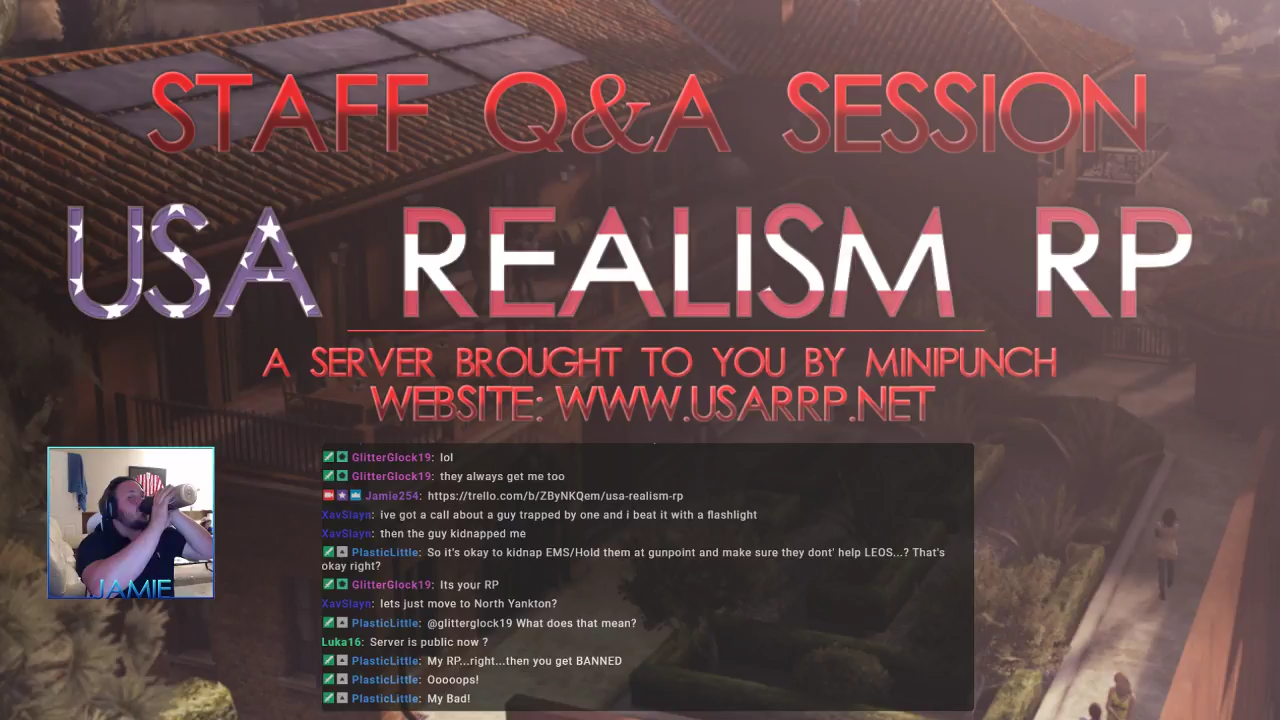 STAFF Q&A SESSION
USA REALISM RP
A SERVER BROUGHT TO YOU BY MINIPUNCH
WEBSITE: WWW.USARRP.NET
GlitterGlock19: lol
GlitterGlock19: they always get me too
Jamie254: https://trello.com/b/ZByNKQem/usa-realism-rp
XavSlayn: ive got a call about a guy trapped by one and i beat it with a flashlight
XavSlayn: then the guy kidnapped me
PlasticLittle: So it's okay to kidnap EMS/Hold them at gunpoint and make sure they dont' help LEOS...? That's
okay right?
GlitterGlock19: Its your RP
XavSlayn: lets just move to North Yankton?
PlasticLittle: @glitterglock19 What does that mean?
Luka16: Server is public now ?
PlasticLittle: My RP...right...then you get BANNED
PlasticLittle: Ooooops!
PlasticLittle: My Bad!
JAMIE